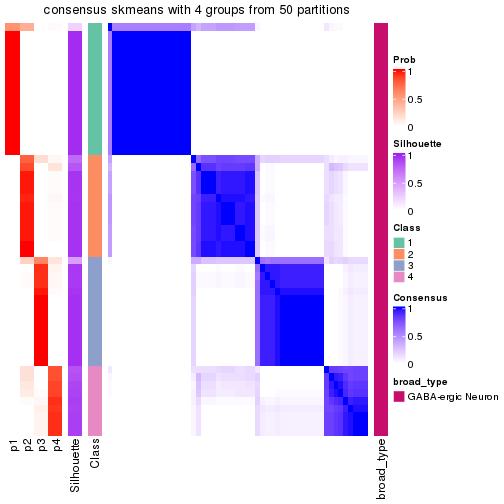 consensus skmeans with 4 groups from 50 partitions
Prob
1
0.5
0
Silhouette
1
0.5
0
Class
1
2
3
4
Consensus
1
0.5
0
broad_type
GABA-ergic Neuron
p1
p2
p3
p4
Silhouette
Class
broad_type